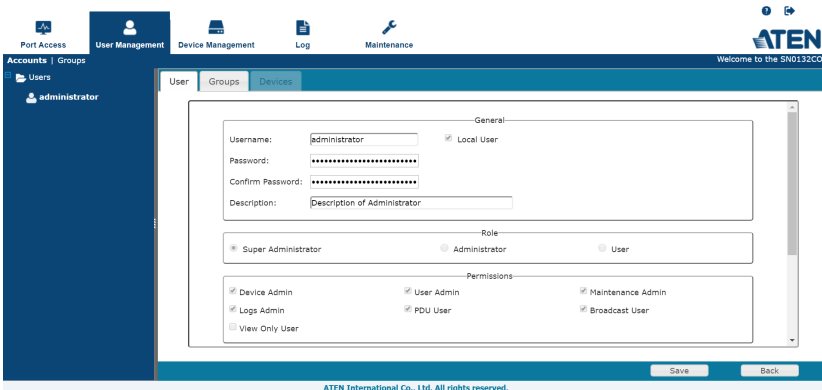 Port Access
User Management
Device Management
Log
Maintenance
ATEN
Accounts | Groups
Welcome to the SN0132CO
Users
administrator
User
Groups
Devices
General
Username: administrator Local User
Password: ••••••••••••••••••••••••
Confirm Password: ••••••••••••••••••••••••
Description: Description of Administrator
Role
Super Administrator Administrator User
Permissions
Device Admin User Admin Maintenance Admin
Logs Admin PDU User Broadcast User
View Only User
Save Back
ATEN International Co., Ltd. All rights reserved.